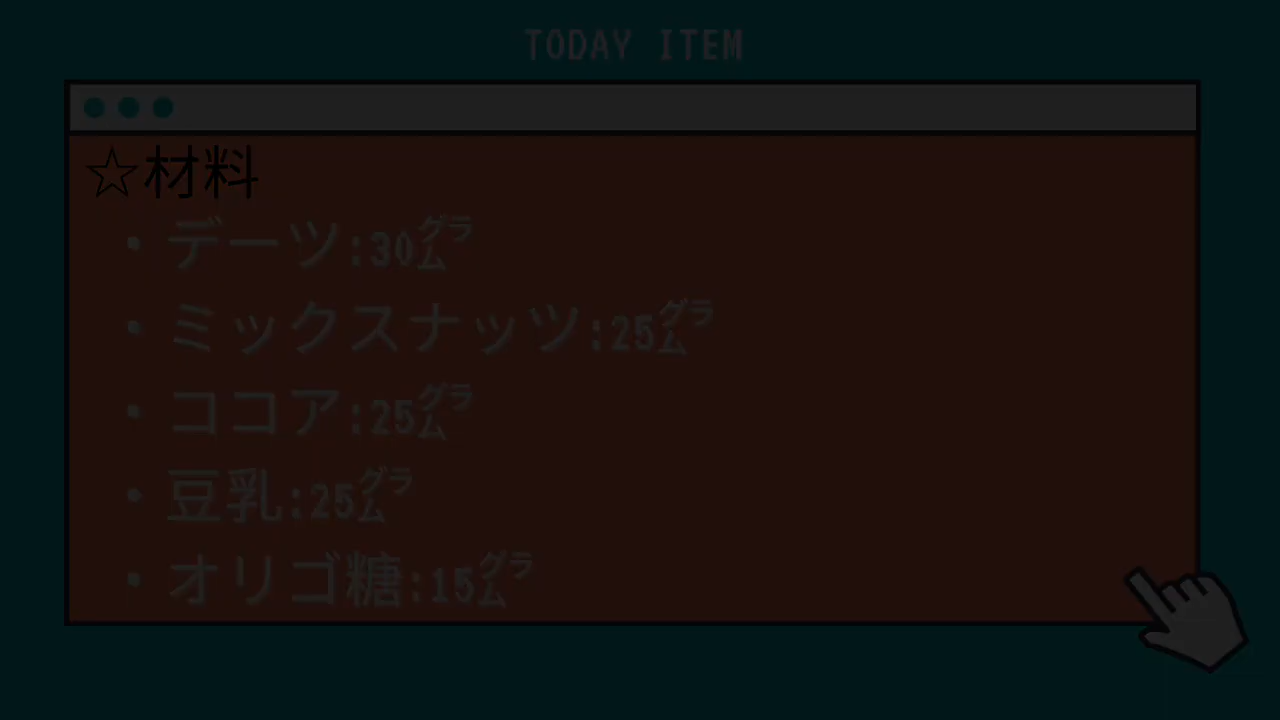 TODAY ITEM
☆材料
・デーツ:30㌘
・ミックスナッツ:25㌘
・ココア:25㌘
・豆乳:25㌘
・オリゴ糖:15㌘